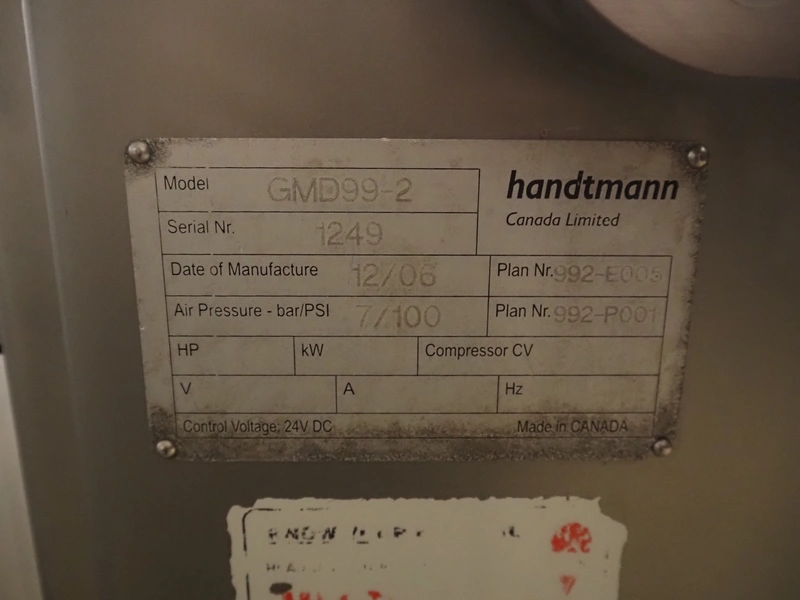 handtmann
Canada Limited
Model GMD99-2
Serial Nr. 1249
Date of Manufacture 12/06 Plan Nr. 992-E005
Air Pressure - bar/PSI 7/100 Plan Nr. 992-P001
HP kW Compressor CV
V A Hz
Control Voltage: 24V DC Made in CANADA